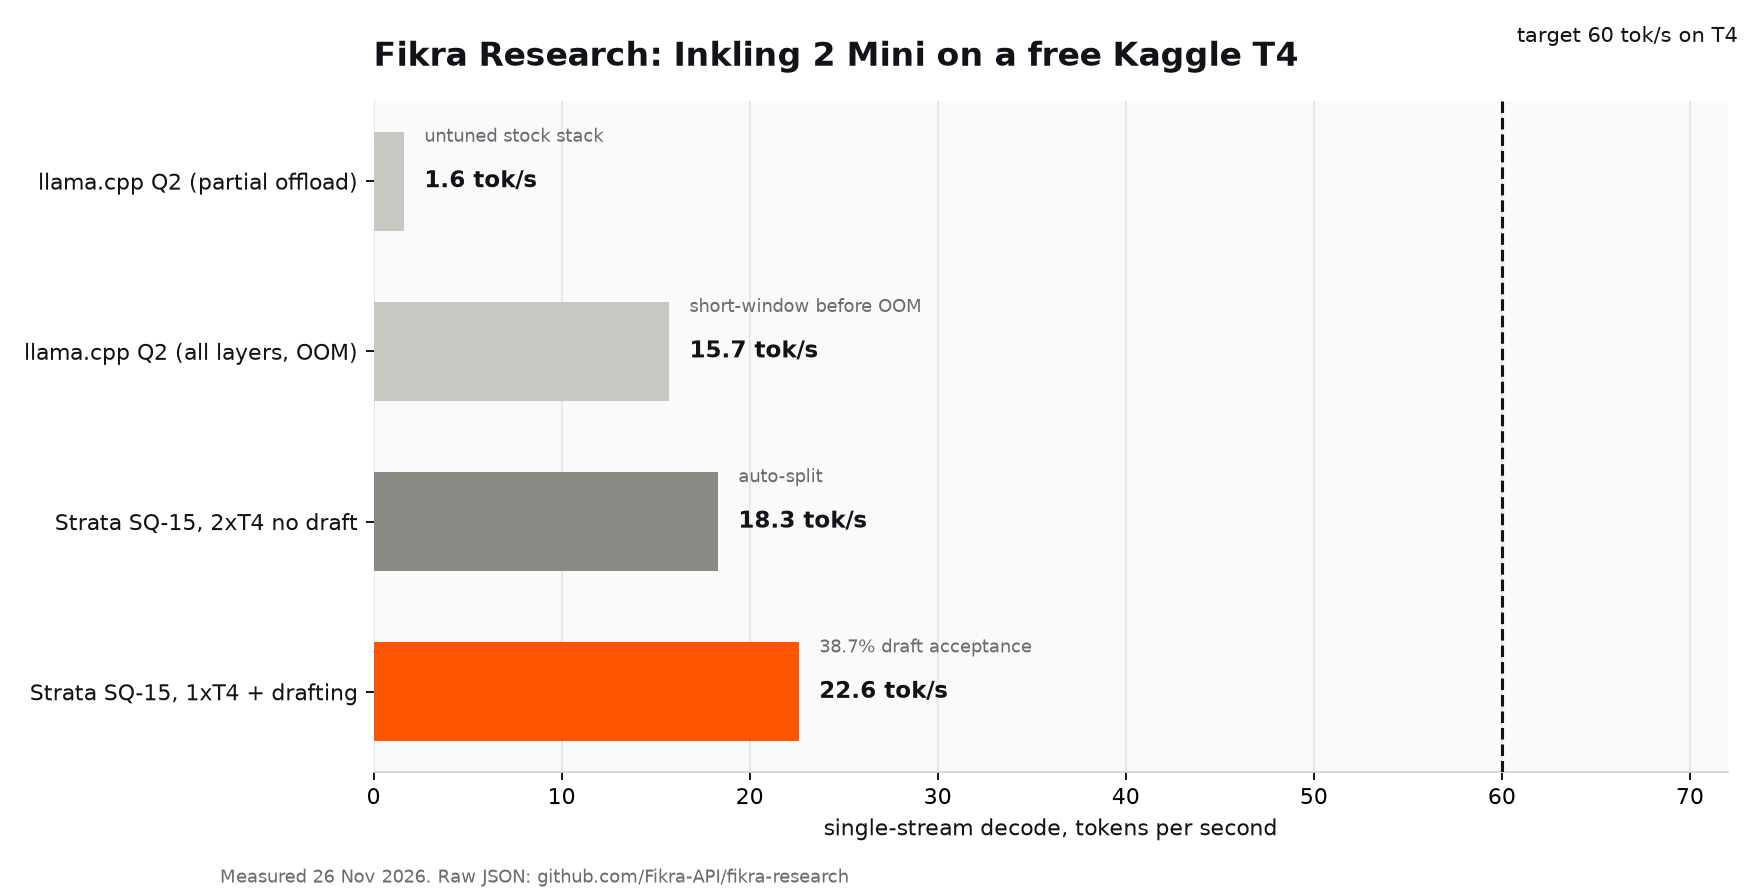 Fikra Research: Inkling 2 Mini on a free Kaggle T4
target 60 tok/s on T4
llama.cpp Q2 (partial offload)
untuned stock stack
1.6 tok/s
llama.cpp Q2 (all layers, OOM)
short-window before OOM
15.7 tok/s
Strata SQ-15, 2xT4 no draft
auto-split
18.3 tok/s
Strata SQ-15, 1xT4 + drafting
38.7% draft acceptance
22.6 tok/s
0 10 20 30 40 50 60 70
single-stream decode, tokens per second
Measured 26 Nov 2026. Raw JSON: github.com/Fikra-API/fikra-research